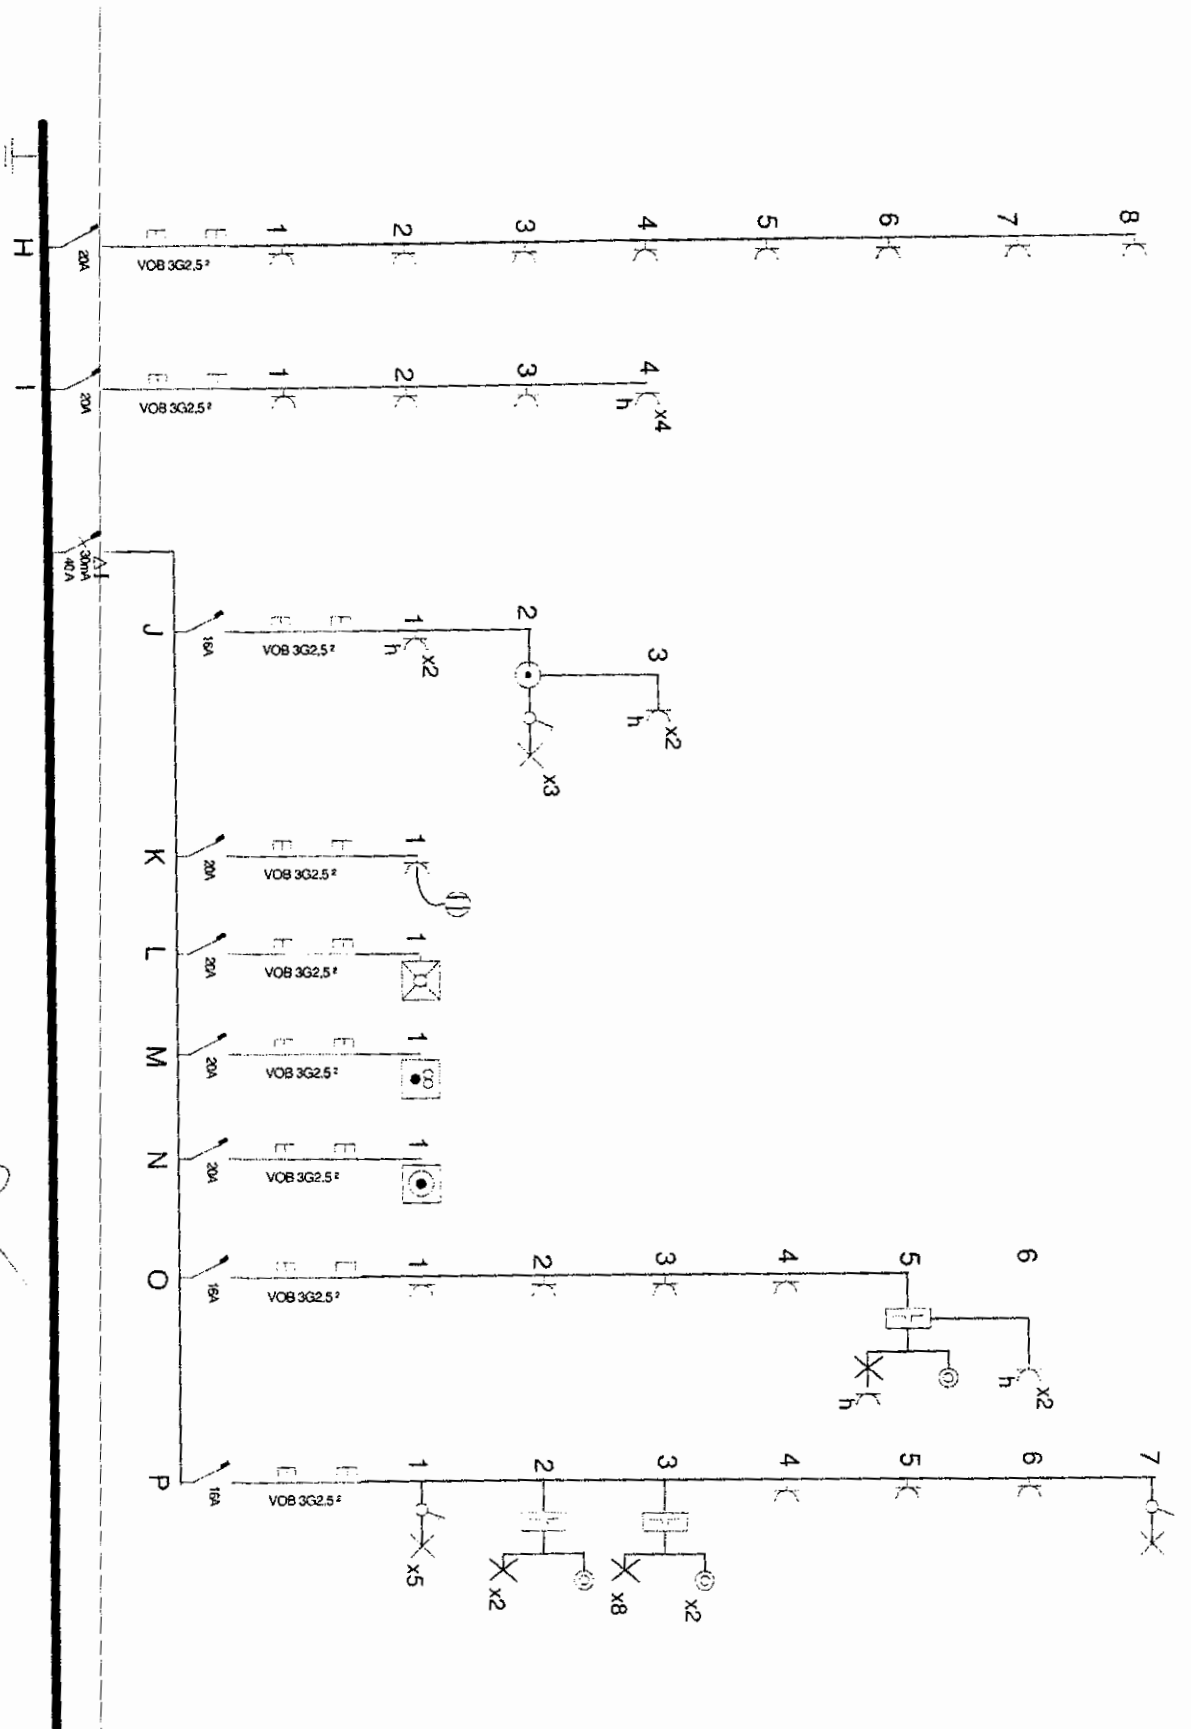 H
20A
VOB 3G2,5²
1 2 3 4 5 6 7 8
I
20A
VOB 3G2,5²
1 2 3 4
h x4
30mA
40A
J
16A
VOB 3G2,5²
1 2 3
h x2
x3
h x2
K
20A
VOB 3G2.5²
1
L
20A
VOB 3G2,5²
1
M
20A
VOB 3G2.5²
1
N
20A
VOB 3G2.5²
1
O
16A
VOB 3G2.5²
1 2 3 4 5 6
h
h x2
P
16A
VOB 3G2.5²
1 2 3 4 5 6 7
x5
x2
x8
x2